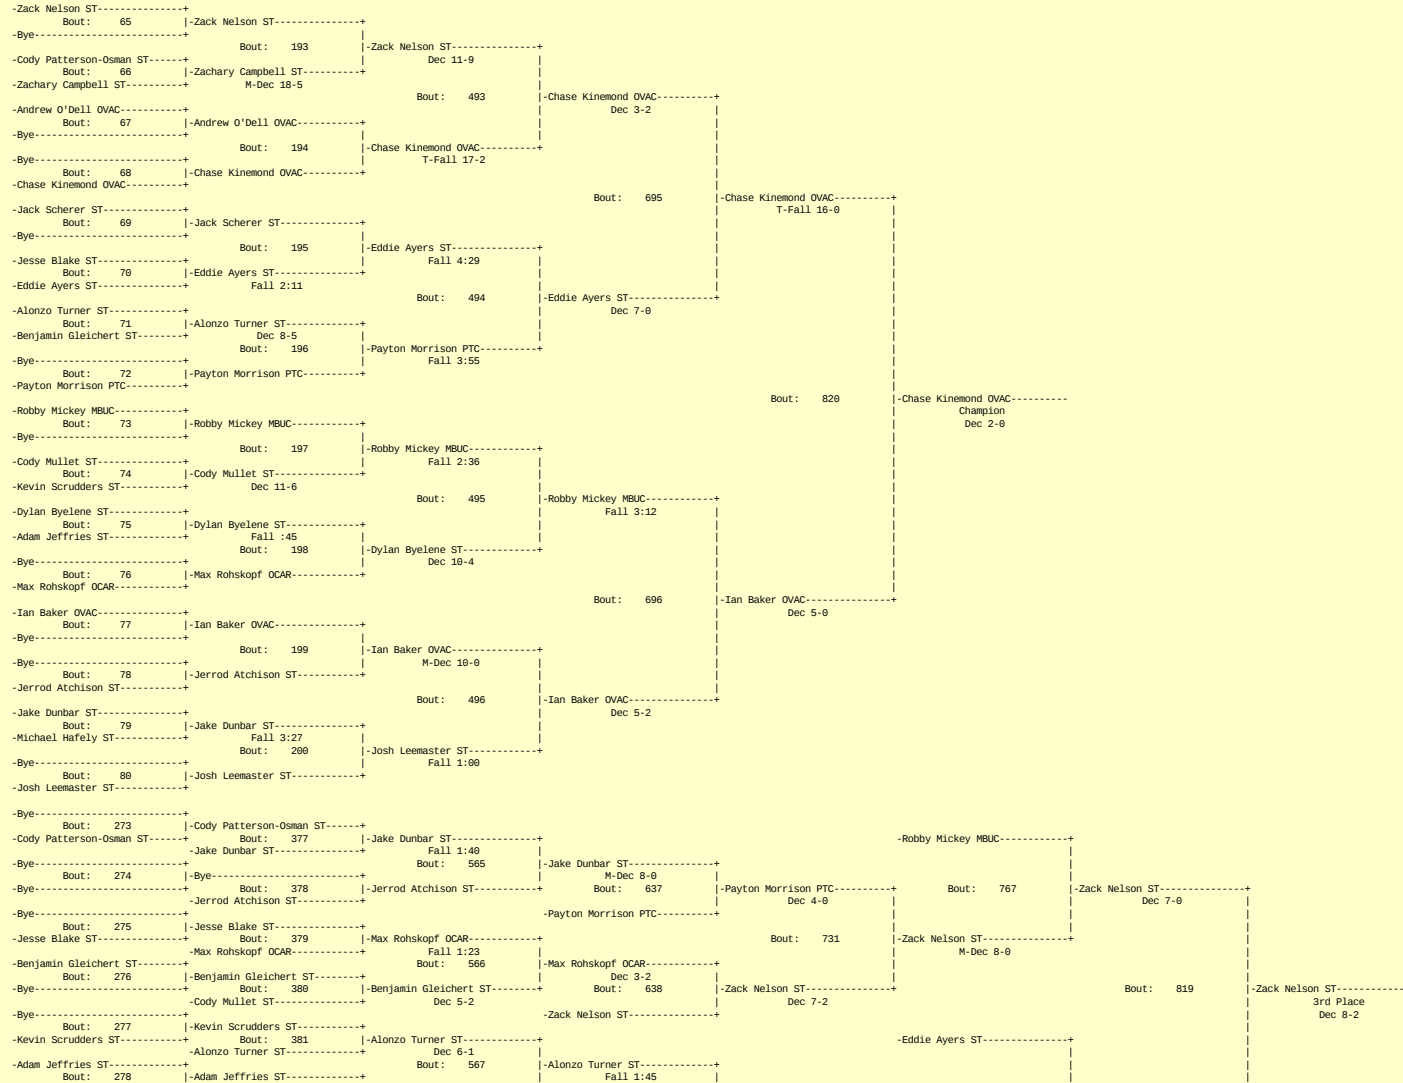 -Zack Nelson ST---------------+
Bout: 65 |-Zack Nelson ST---------------+
-Bye--------------------------+ |
Bout: 193 |-Zack Nelson ST---------------+
-Cody Patterson-Osman ST------+ | Dec 11-9 |
Bout: 66 |-Zachary Campbell ST----------+ |
-Zachary Campbell ST----------+ M-Dec 18-5 |
Bout: 493 |-Chase Kinemond OVAC----------+
-Andrew O'Dell OVAC-----------+ | Dec 3-2 |
Bout: 67 |-Andrew O'Dell OVAC-----------+ | |
-Bye--------------------------+ | | |
Bout: 194 |-Chase Kinemond OVAC----------+ |
-Bye--------------------------+ | T-Fall 17-2 |
Bout: 68 |-Chase Kinemond OVAC----------+ |
-Chase Kinemond OVAC----------+ |
Bout: 695 |-Chase Kinemond OVAC----------+
-Jack Scherer ST--------------+ | T-Fall 16-0 |
Bout: 69 |-Jack Scherer ST--------------+ | |
-Bye--------------------------+ | | |
Bout: 195 |-Eddie Ayers ST---------------+ | |
-Jesse Blake ST---------------+ | Fall 4:29 | | |
Bout: 70 |-Eddie Ayers ST---------------+ | | |
-Eddie Ayers ST---------------+ Fall 2:11 | | |
Bout: 494 |-Eddie Ayers ST---------------+ |
-Alonzo Turner ST-------------+ | Dec 7-0 |
Bout: 71 |-Alonzo Turner ST-------------+ | |
-Benjamin Gleichert ST--------+ Dec 8-5 | | |
Bout: 196 |-Payton Morrison PTC----------+ |
-Bye--------------------------+ | Fall 3:55 |
Bout: 72 |-Payton Morrison PTC----------+ |
-Payton Morrison PTC----------+ |
Bout: 820 |-Chase Kinemond OVAC----------
-Robby Mickey MBUC------------+ | Champion
Bout: 73 |-Robby Mickey MBUC------------+ | Dec 2-0
-Bye--------------------------+ | |
Bout: 197 |-Robby Mickey MBUC------------+ |
-Cody Mullet ST---------------+ | Fall 2:36 | |
Bout: 74 |-Cody Mullet ST---------------+ | |
-Kevin Scrudders ST-----------+ Dec 11-6 | |
Bout: 495 |-Robby Mickey MBUC------------+ |
-Dylan Byelene ST-------------+ | Fall 3:12 | |
Bout: 75 |-Dylan Byelene ST-------------+ | | |
-Adam Jeffries ST-------------+ Fall :45 | | | |
Bout: 198 |-Dylan Byelene ST-------------+ | |
-Bye--------------------------+ | Dec 10-4 | |
Bout: 76 |-Max Rohskopf OCAR------------+ | |
-Max Rohskopf OCAR------------+ | |
Bout: 696 |-Ian Baker OVAC---------------+
-Ian Baker OVAC---------------+ | Dec 5-0
Bout: 77 |-Ian Baker OVAC---------------+ |
-Bye--------------------------+ | |
Bout: 199 |-Ian Baker OVAC---------------+ |
-Bye--------------------------+ | M-Dec 10-0 | |
Bout: 78 |-Jerrod Atchison ST-----------+ | |
-Jerrod Atchison ST-----------+ | |
Bout: 496 |-Ian Baker OVAC---------------+
-Jake Dunbar ST---------------+ | Dec 5-2
Bout: 79 |-Jake Dunbar ST---------------+ |
-Michael Hafely ST------------+ Fall 3:27 | |
Bout: 200 |-Josh Leemaster ST------------+
-Bye--------------------------+ | Fall 1:00
Bout: 80 |-Josh Leemaster ST------------+
-Josh Leemaster ST------------+
-Bye--------------------------+
Bout: 273 |-Cody Patterson-Osman ST------+
-Cody Patterson-Osman ST------+ Bout: 377 |-Jake Dunbar ST---------------+ -Robby Mickey MBUC------------+
-Jake Dunbar ST---------------+ Fall 1:40 | |
-Bye--------------------------+ Bout: 565 |-Jake Dunbar ST---------------+ |
Bout: 274 |-Bye--------------------------+ | M-Dec 8-0 | |
-Bye--------------------------+ Bout: 378 |-Jerrod Atchison ST-----------+ Bout: 637 |-Payton Morrison PTC----------+ Bout: 767 |-Zack Nelson ST---------------+
-Jerrod Atchison ST-----------+ | Dec 4-0 | | Dec 7-0 |
-Bye--------------------------+ -Payton Morrison PTC----------+ | | |
Bout: 275 |-Jesse Blake ST---------------+ | | |
-Jesse Blake ST---------------+ Bout: 379 |-Max Rohskopf OCAR------------+ Bout: 731 |-Zack Nelson ST---------------+ |
-Max Rohskopf OCAR------------+ Fall 1:23 | | M-Dec 8-0 |
-Benjamin Gleichert ST--------+ Bout: 566 |-Max Rohskopf OCAR------------+ | |
Bout: 276 |-Benjamin Gleichert ST--------+ | Dec 3-2 | | |
-Bye--------------------------+ Bout: 380 |-Benjamin Gleichert ST--------+ Bout: 638 |-Zack Nelson ST---------------+ Bout: 819 |-Zack Nelson ST---------------
-Cody Mullet ST---------------+ Dec 5-2 | Dec 7-2 | 3rd Place
-Bye--------------------------+ -Zack Nelson ST---------------+ | Dec 8-2
Bout: 277 |-Kevin Scrudders ST-----------+ |
-Kevin Scrudders ST-----------+ Bout: 381 |-Alonzo Turner ST-------------+ -Eddie Ayers ST---------------+ |
-Alonzo Turner ST-------------+ Dec 6-1 | | |
-Adam Jeffries ST-------------+ Bout: 567 |-Alonzo Turner ST-------------+ | |
Bout: 278 |-Adam Jeffries ST-------------+ | Fall 1:45 | | |